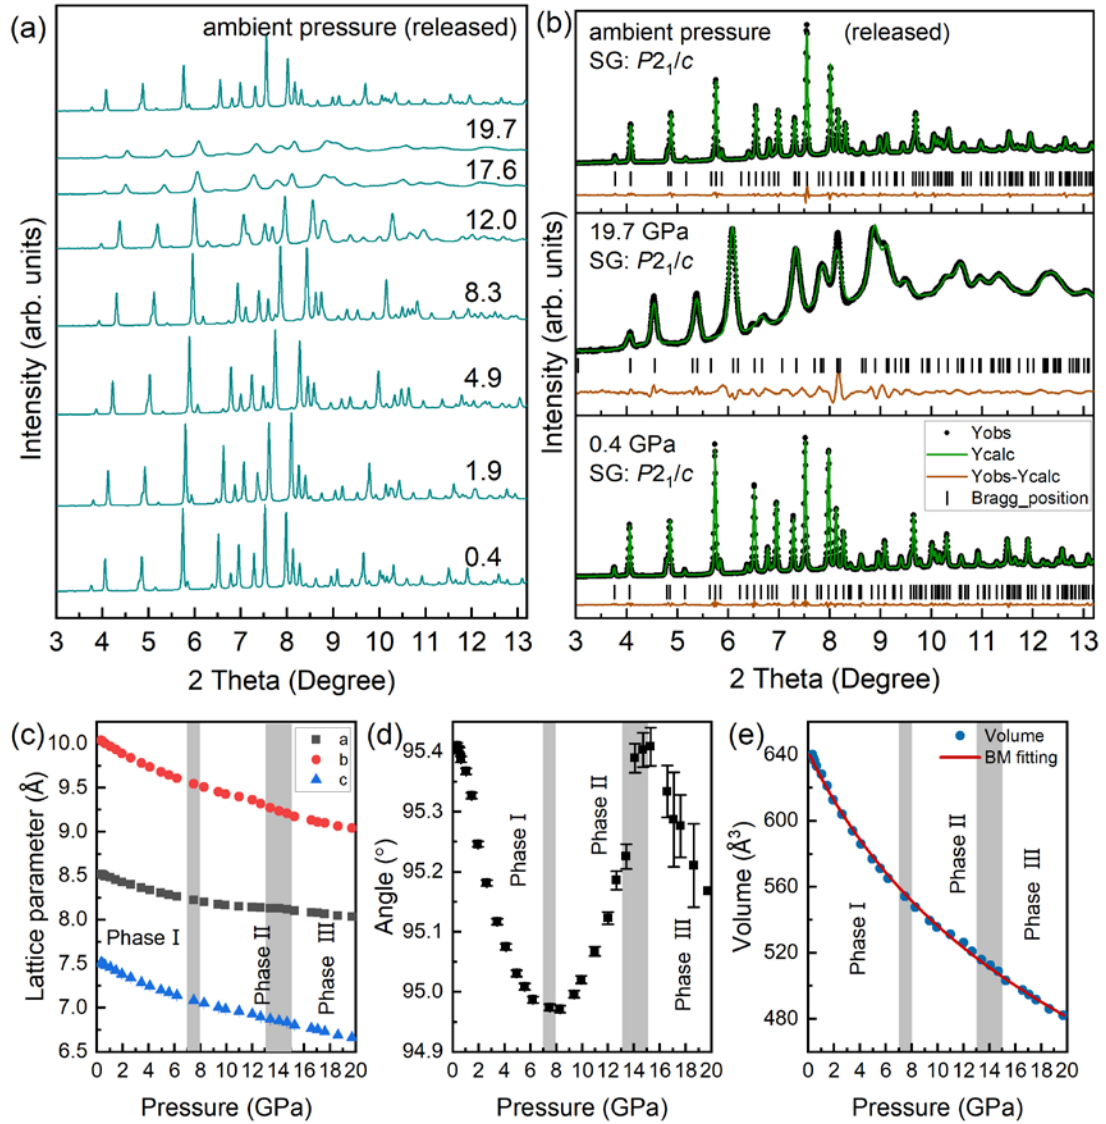 (a)
ambient pressure (released)
19.7
17.6
12.0
8.3
4.9
1.9
0.4
Intensity (arb. units)
3 4 5 6 7 8 9 10 11 12 13
2 Theta (Degree)
(b)
ambient pressure (released)
SG: P2₁/c
19.7 GPa
SG: P2₁/c
0.4 GPa
SG: P2₁/c
Yobs
Ycalc
Yobs-Ycalc
Bragg_position
Intensity (arb. units)
3 4 5 6 7 8 9 10 11 12 13
2 Theta (Degree)
(c)
a
b
c
10.0
9.5
9.0
8.5
8.0
7.5
7.0
6.5
Lattice parameter (Å)
Phase I
Phase II
Phase III
0 2 4 6 8 10 12 14 16 18 20
Pressure (GPa)
(d)
95.4
95.3
95.2
95.1
95.0
94.9
Angle (°)
Phase I
Phase II
Phase III
0 2 4 6 8 10 12 14 16 18 20
Pressure (GPa)
(e)
Volume
BM fitting
640
600
560
520
480
Volume (Å³)
Phase I
Phase II
Phase III
0 2 4 6 8 10 12 14 16 18 20
Pressure (GPa)